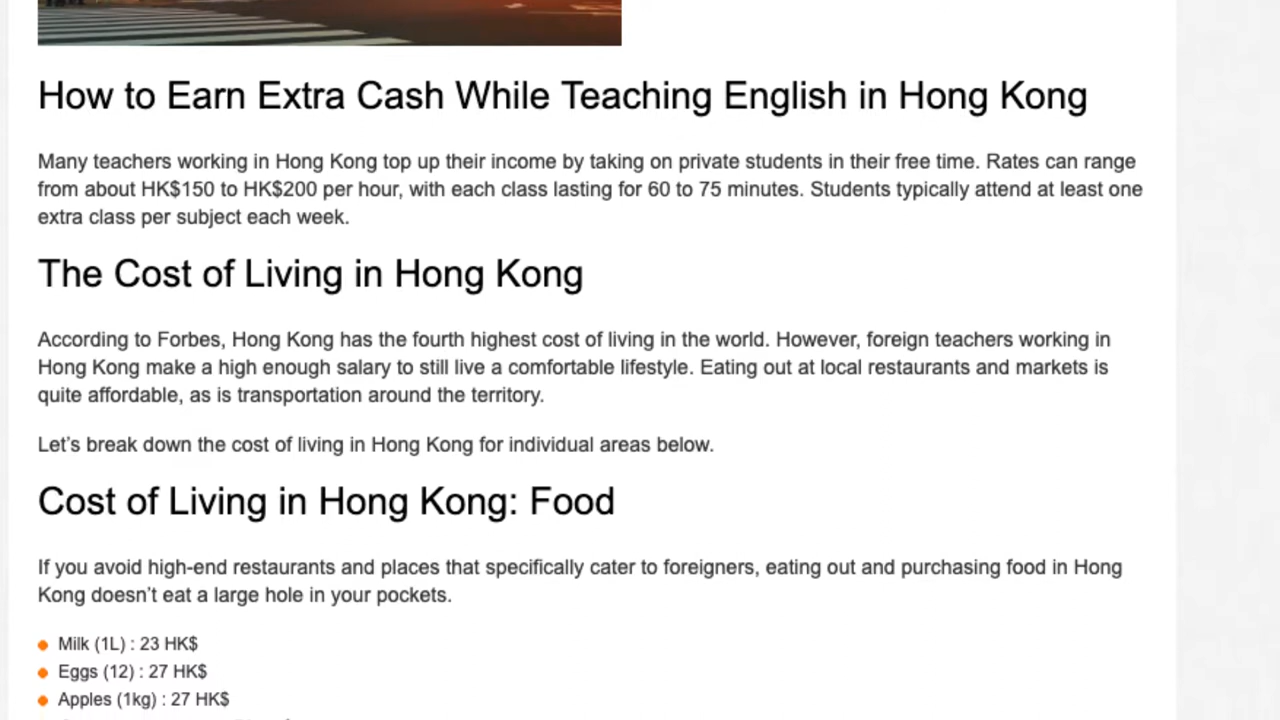 How to Earn Extra Cash While Teaching English in Hong Kong
Many teachers working in Hong Kong top up their income by taking on private students in their free time. Rates can range
from about HK$150 to HK$200 per hour, with each class lasting for 60 to 75 minutes. Students typically attend at least one
extra class per subject each week.
The Cost of Living in Hong Kong
According to Forbes, Hong Kong has the fourth highest cost of living in the world. However, foreign teachers working in
Hong Kong make a high enough salary to still live a comfortable lifestyle. Eating out at local restaurants and markets is
quite affordable, as is transportation around the territory.
Let’s break down the cost of living in Hong Kong for individual areas below.
Cost of Living in Hong Kong: Food
If you avoid high-end restaurants and places that specifically cater to foreigners, eating out and purchasing food in Hong
Kong doesn’t eat a large hole in your pockets.
Milk (1L) : 23 HK$
Eggs (12) : 27 HK$
Apples (1kg) : 27 HK$